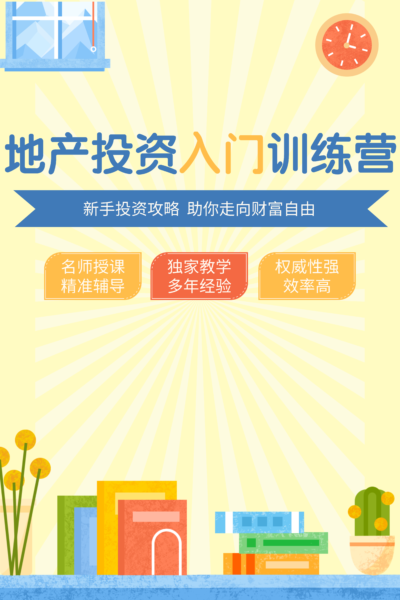 地产投资入门训练营
新手投资攻略 助你走向财富自由
名师授课
精准辅导
独家教学
多年经验
权威性强
效率高